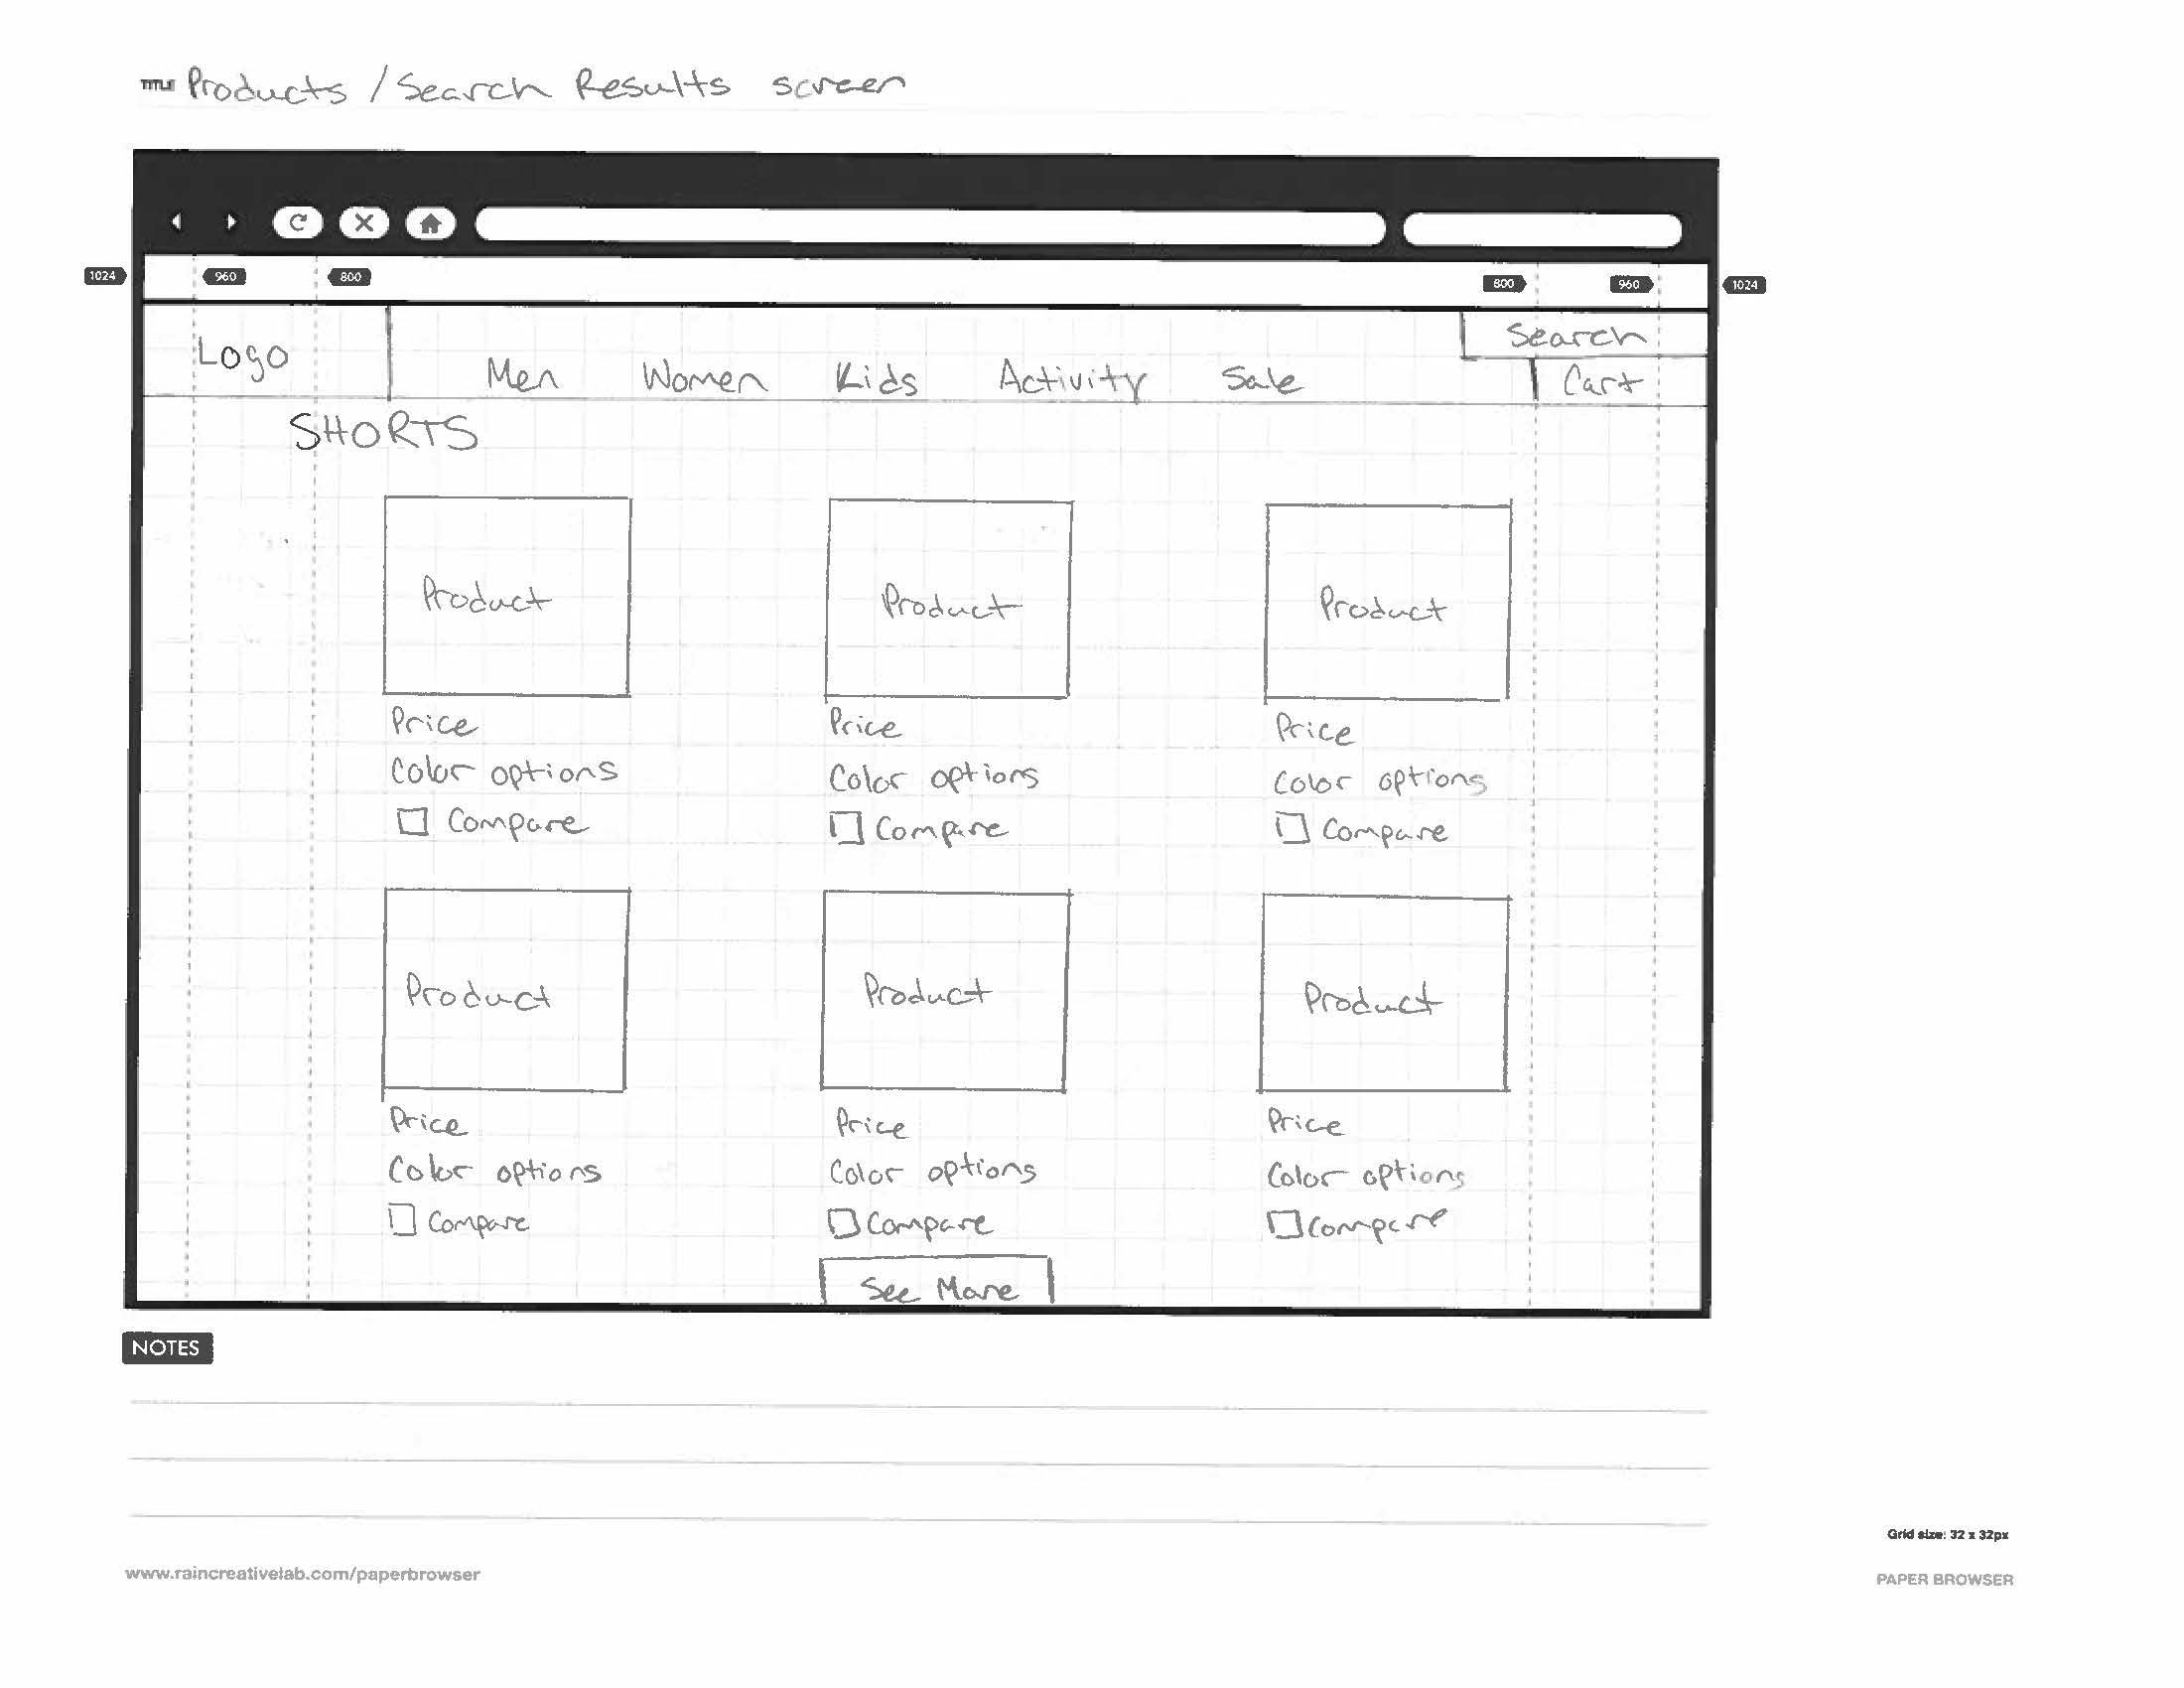 TITLE Products / Search Results screen
1024 960 800 800 960 1024
Logo Men Women Kids Activity Sale Search
Cart
SHORTS
Product Product Product
Price Price Price
Color options Color options Color options
Compare Compare Compare
Product Product Product
Price Price Price
Color options Color options Color options
Compare Compare Compare
See More
NOTES
Grid size: 32 x 32px
www.raincreativelab.com/paperbrowser PAPER BROWSER